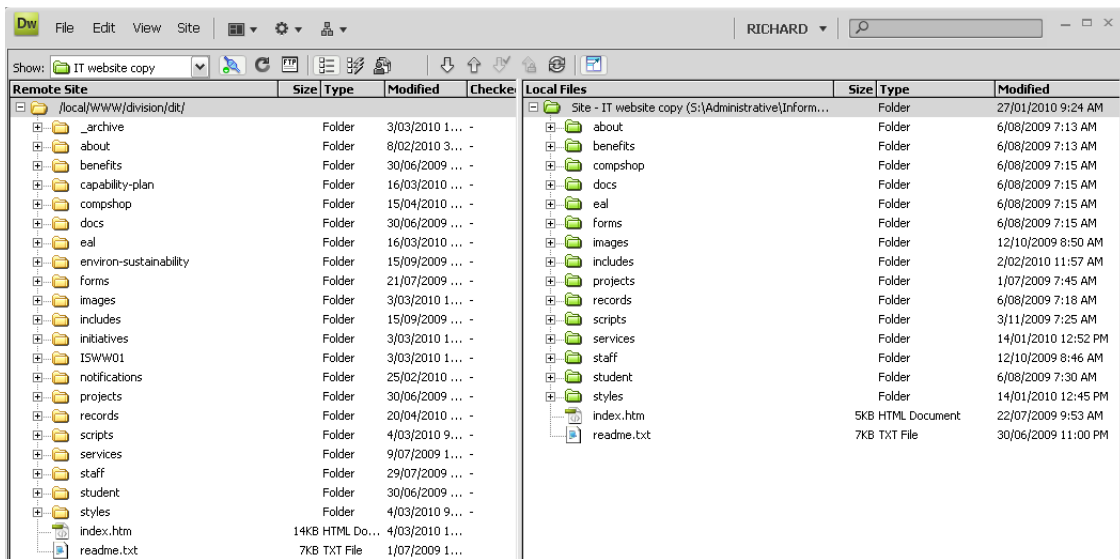 Dw File Edit View Site RICHARD
Show: IT website copy FTP
Remote Site Size Type Modified Checke
/local/WWW/division/dit/
_archive Folder 3/03/2010 1... -
about Folder 8/02/2010 3... -
benefits Folder 30/06/2009 ... -
capability-plan Folder 16/03/2010 ... -
compshop Folder 15/04/2010 ... -
docs Folder 30/06/2009 ... -
eal Folder 16/03/2010 ... -
environ-sustainability Folder 15/09/2009 ... -
forms Folder 21/07/2009 ... -
images Folder 3/03/2010 1... -
includes Folder 15/09/2009 ... -
initiatives Folder 3/03/2010 1... -
ISWW01 Folder 3/03/2010 1... -
notifications Folder 25/02/2010 ... -
projects Folder 30/06/2009 ... -
records Folder 20/04/2010 ... -
scripts Folder 4/03/2010 9... -
services Folder 9/07/2009 1... -
staff Folder 29/07/2009 ... -
student Folder 30/06/2009 ... -
styles Folder 4/03/2010 9... -
index.htm 14KB HTML Do... 4/03/2010 1...
readme.txt 7KB TXT File 1/07/2009 1...
Local Files Size Type Modified
Site - IT website copy (S:\Administrative\Inform... Folder 27/01/2010 9:24 AM
about Folder 6/08/2009 7:13 AM
benefits Folder 6/08/2009 7:13 AM
compshop Folder 6/08/2009 7:15 AM
docs Folder 6/08/2009 7:15 AM
eal Folder 6/08/2009 7:15 AM
forms Folder 6/08/2009 7:15 AM
images Folder 12/10/2009 8:50 AM
includes Folder 2/02/2010 11:57 AM
projects Folder 1/07/2009 7:45 AM
records Folder 6/08/2009 7:18 AM
scripts Folder 3/11/2009 7:25 AM
services Folder 14/01/2010 12:52 PM
staff Folder 12/10/2009 8:46 AM
student Folder 6/08/2009 7:30 AM
styles Folder 14/01/2010 12:45 PM
index.htm 5KB HTML Document 22/07/2009 9:53 AM
readme.txt 7KB TXT File 30/06/2009 11:00 PM